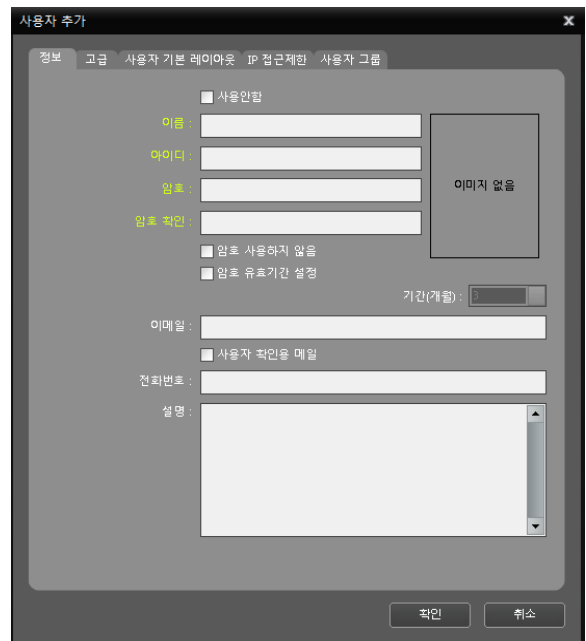 사용자 추가 x
정보 고급 사용자 기본 레이아웃 IP 접근제한 사용자 그룹
사용안함
이름 :
아이디 :
이미지 없음
암호 :
암호 확인 :
암호 사용하지 않음
암호 유효기간 설정
기간(개월) : 3
이메일 :
사용자 확인용 메일
전화번호 :
설명 :
확인 취소